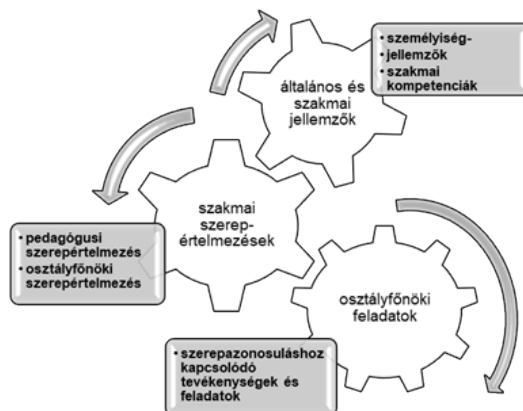 • személyiség-
• jellemzők
• szakmai
kompetenciák
általános és
szakmai
jellemzők
szakmai
szerep-
értelmezések
• pedagógusi
szerepértelmezés
• osztályfőnöki
szerepértelmezés
osztályfőnöki
feladatok
• szerepazonosuláshoz
kapcsolódó
tevékenységek és
feladatok